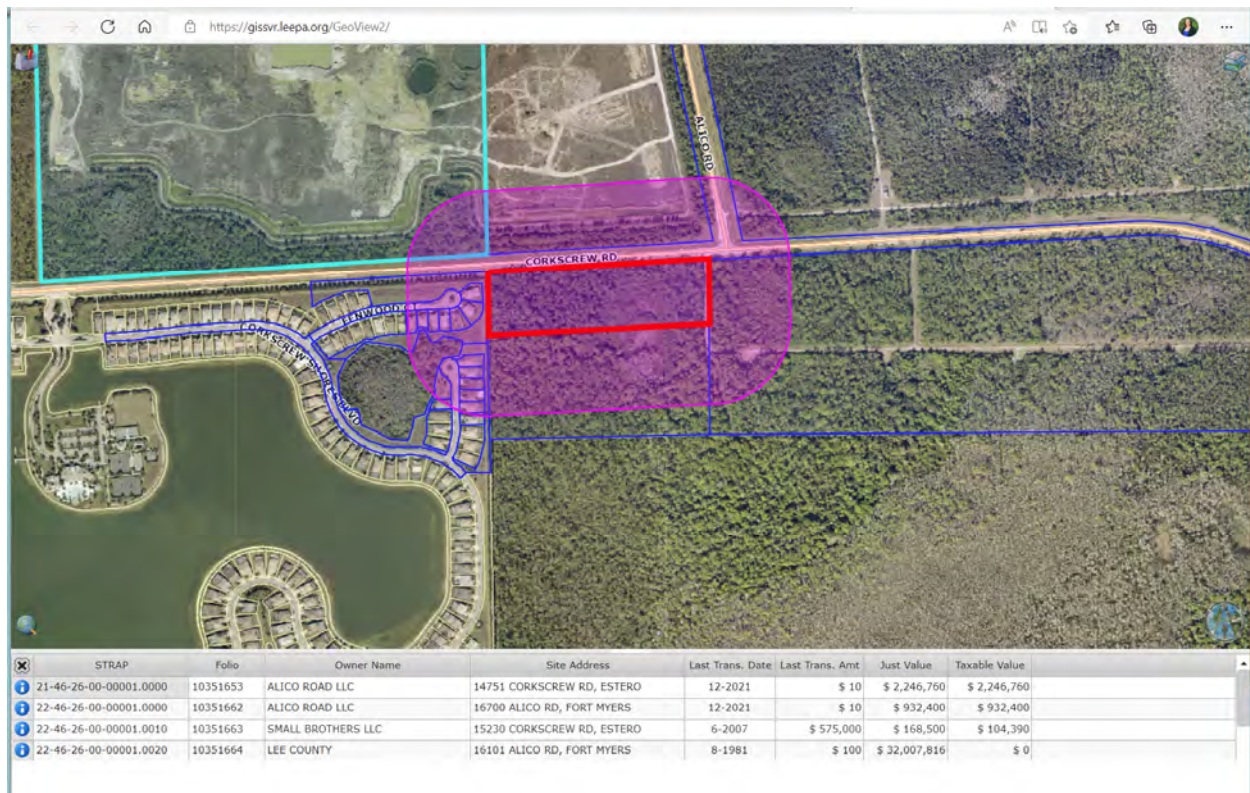 https://gissvr.leepa.org/GeoView2/
ALICO RD
CORKSCREW RD
CORKSCREW SHORES BLVD
STRAP Folio Owner Name Site Address Last Trans. Date Last Trans. Amt Just Value Taxable Value
21-46-26-00-00001.0000 10351653 ALICO ROAD LLC 14751 CORKSCREW RD, ESTERO 12-2021 $ 10 $ 2,246,760 $ 2,246,760
22-46-26-00-00001.0000 10351662 ALICO ROAD LLC 16700 ALICO RD, FORT MYERS 12-2021 $ 10 $ 932,400 $ 932,400
22-46-26-00-00001.0010 10351663 SMALL BROTHERS LLC 15230 CORKSCREW RD, ESTERO 6-2007 $ 575,000 $ 168,500 $ 104,390
22-46-26-00-00001.0020 10351664 LEE COUNTY 16101 ALICO RD, FORT MYERS 8-1981 $ 100 $ 32,007,816 $ 0